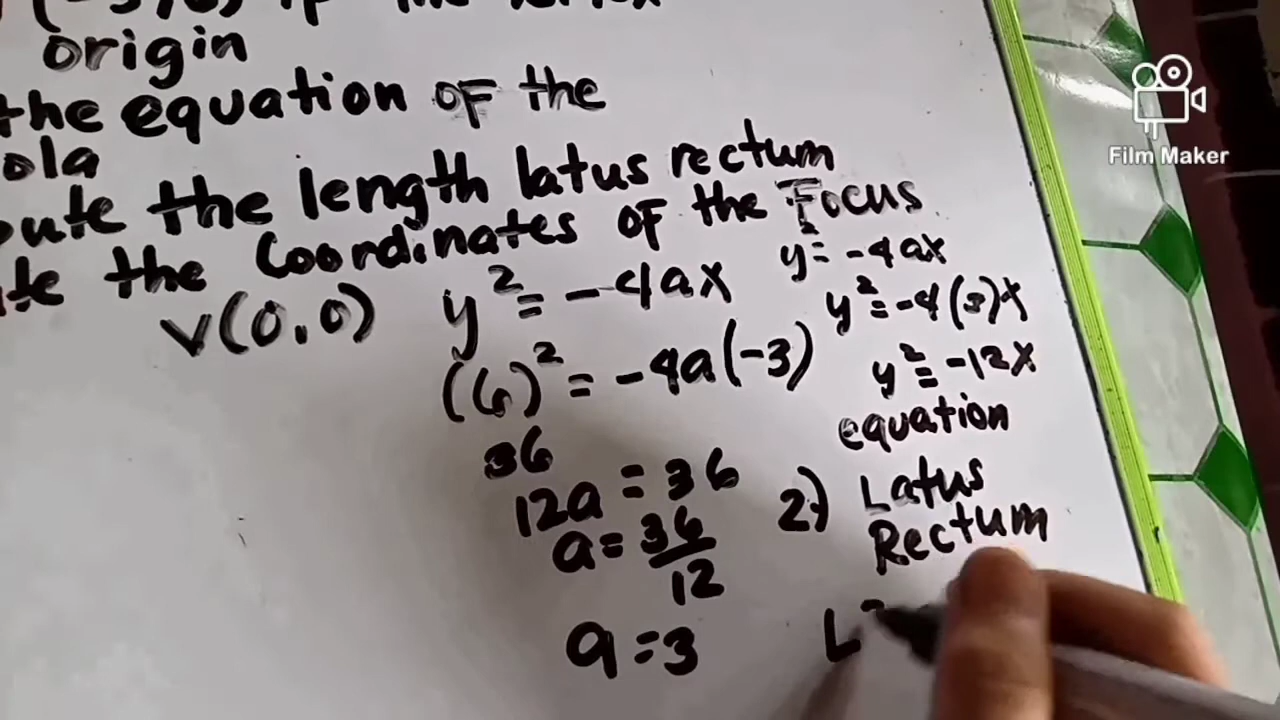 origin
the equation OF the
ola
ute the length latus rectum
the Coordinates of the Focus
V(0,0)
y² = -4ax
(6)² = -4a(-3)
36
12a = 36
a = 36/12
a = 3
y² = -4ax
y² = -4(3)x
y² = -12x
equation
2) Latus
Rectum
L
Film Maker